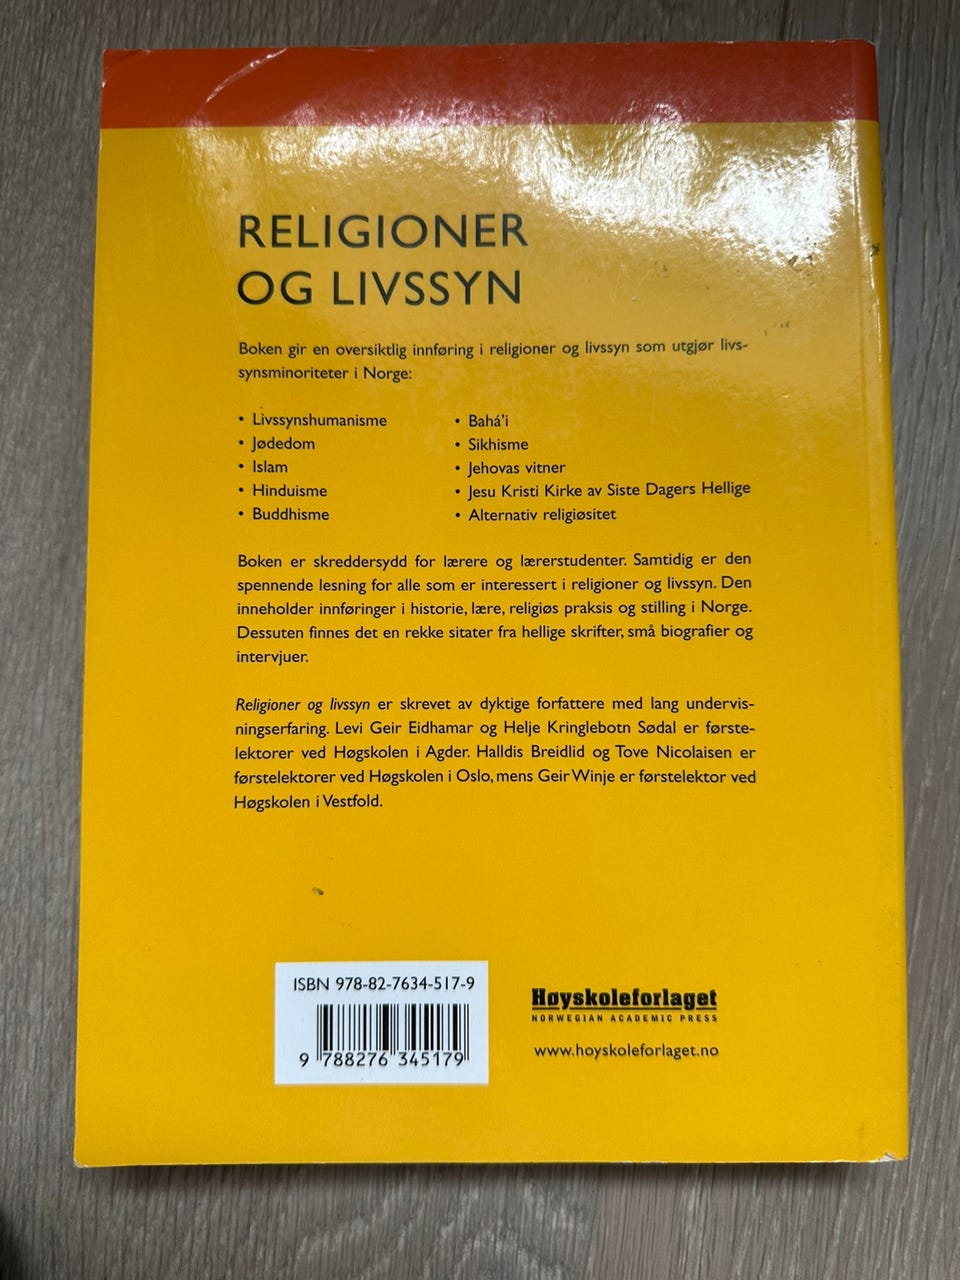 RELIGIONER
OG LIVSSYN
Boken gir en oversiktlig innføring i religioner og livssyn som utgjør livs-
synsminoriteter i Norge:
• Livssynshumanisme
• Jødedom
• Islam
• Hinduisme
• Buddhisme
• Bahá'i
• Sikhisme
• Jehovas vitner
• Jesu Kristi Kirke av Siste Dagers Hellige
• Alternativ religiøsitet
Boken er skreddersydd for lærere og lærerstudenter. Samtidig er den
spennende lesning for alle som er interessert i religioner og livssyn. Den
inneholder innføringer i historie, lære, religiøs praksis og stilling i Norge.
Dessuten finnes det en rekke sitater fra hellige skrifter, små biografier og
intervjuer.
Religioner og livssyn er skrevet av dyktige forfattere med lang undervis-
ningserfaring. Levi Geir Eidhamar og Helje Kringlebotn Sødal er første-
lektorer ved Høgskolen i Agder. Halldis Breidlid og Tove Nicolaisen er
førstelektorer ved Høgskolen i Oslo, mens Geir Winje er førstelektor ved
Høgskolen i Vestfold.
ISBN 978-82-7634-517-9
9 788276 345179
Høyskoleforlaget
NORWEGIAN ACADEMIC PRESS
www.hoyskoleforlaget.no